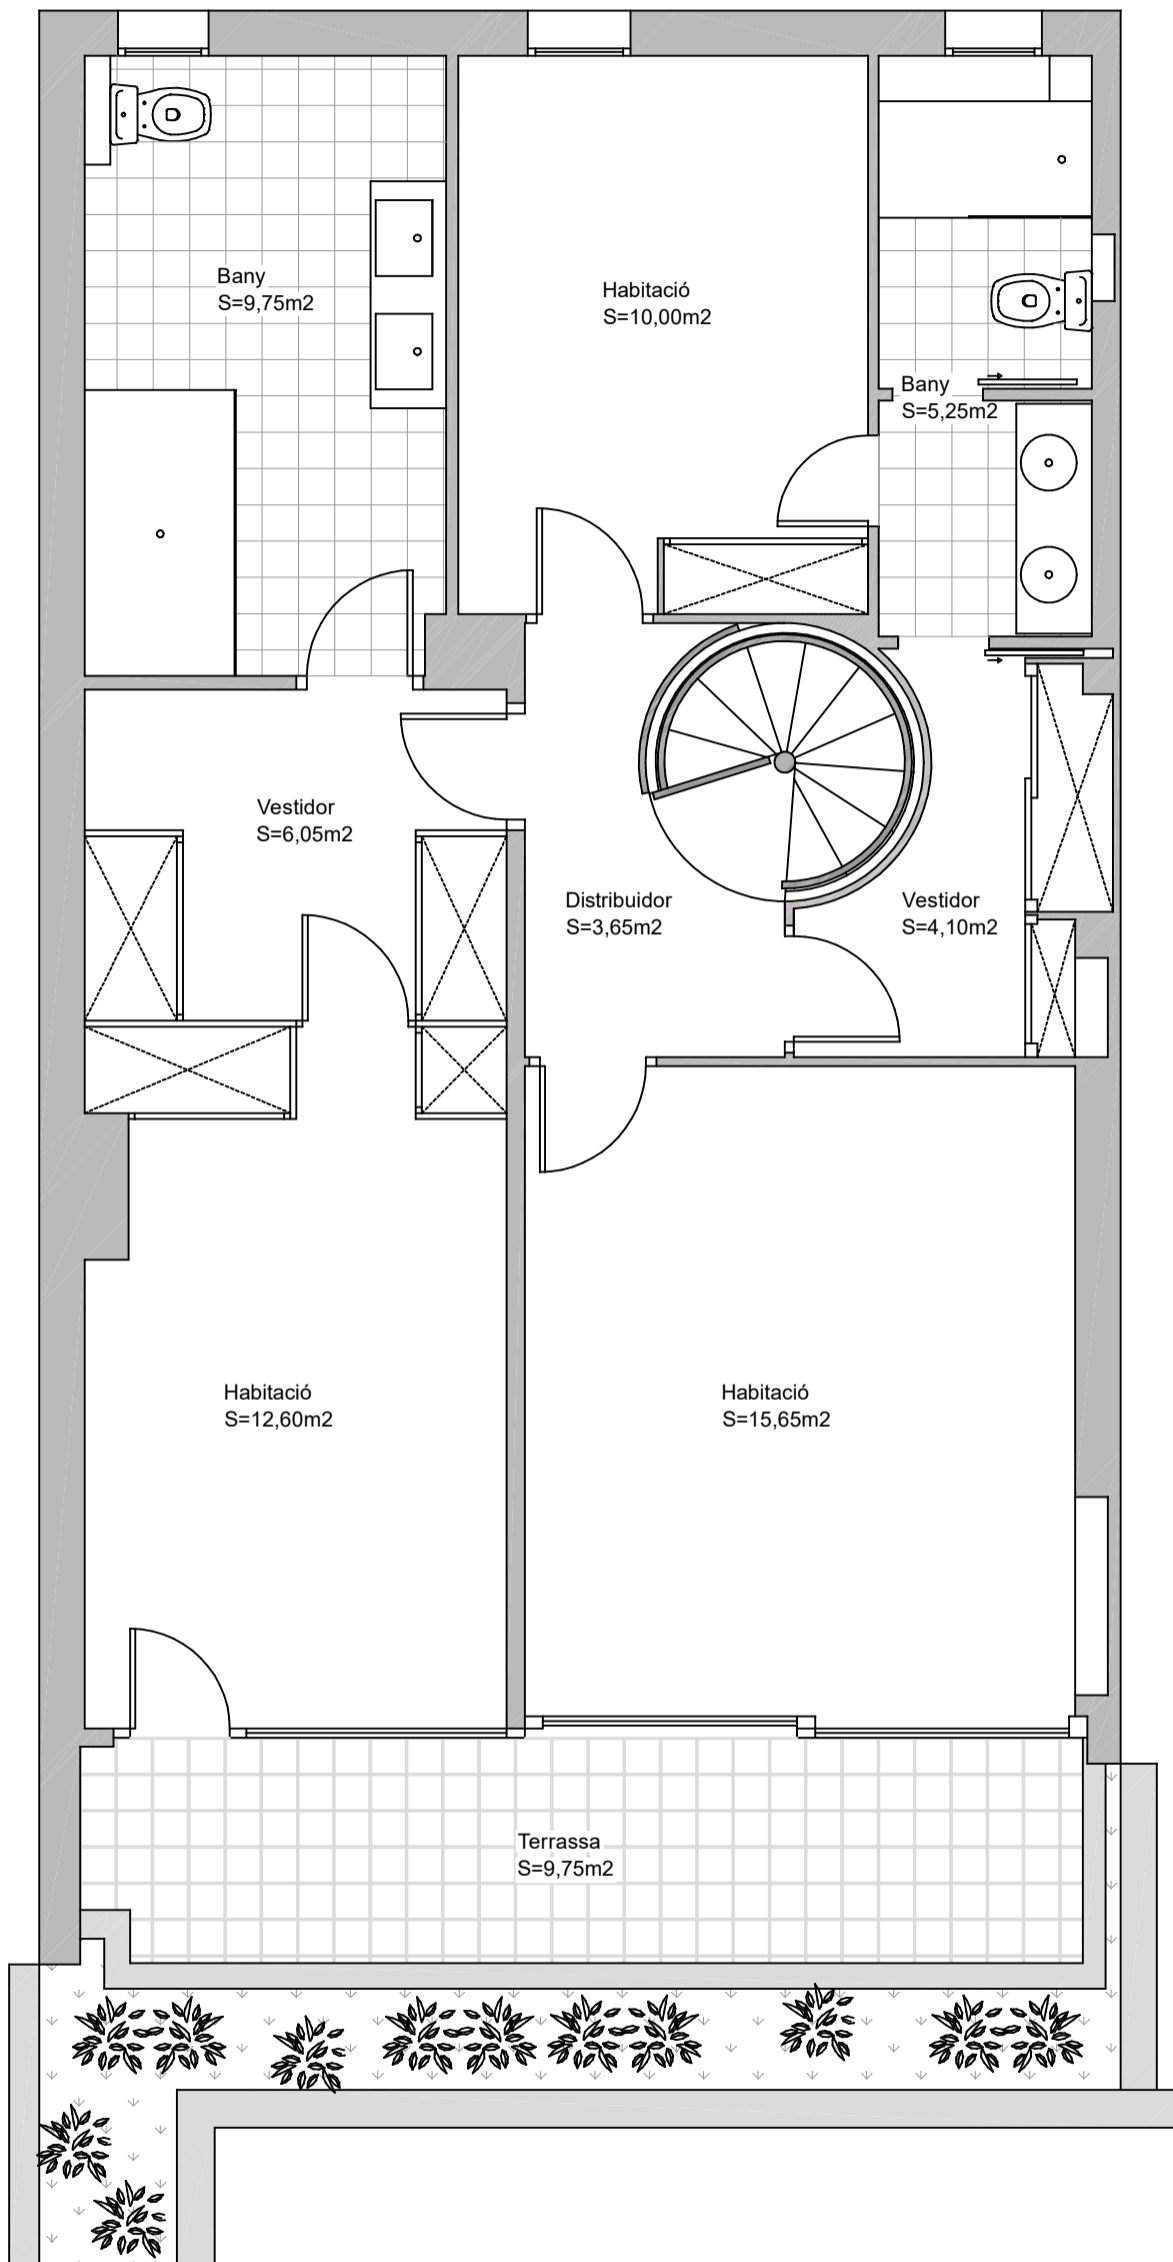 Bany
S=9,75m2
Habitació
S=10,00m2
Bany
S=5,25m2
Vestidor
S=6,05m2
Distribuidor
S=3,65m2
Vestidor
S=4,10m2
Habitació
S=12,60m2
Habitació
S=15,65m2
Terrassa
S=9,75m2